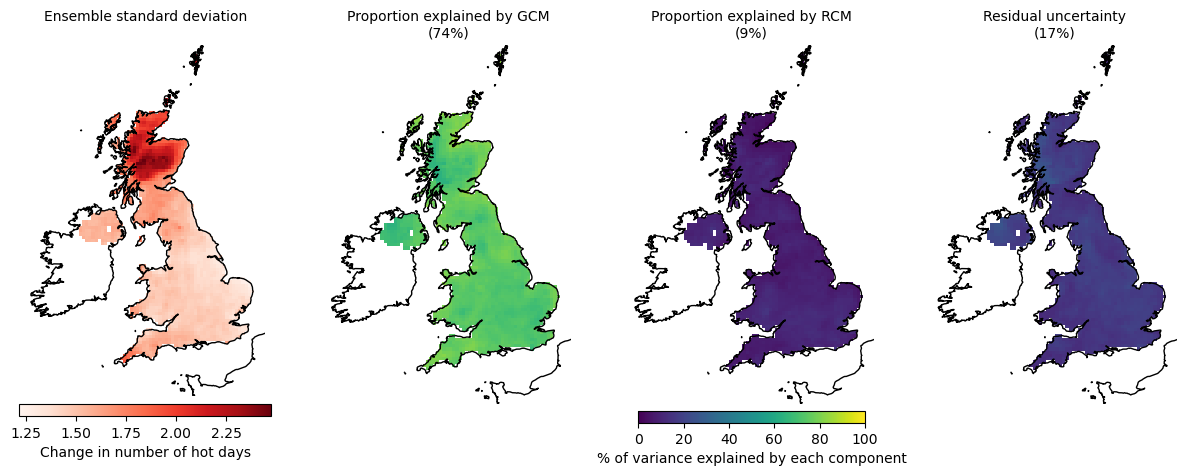 Ensemble standard deviation
Proportion explained by GCM
(74%)
Proportion explained by RCM
(9%)
Residual uncertainty
(17%)
1.25 1.50 1.75 2.00 2.25
Change in number of hot days
0 20 40 60 80 100
% of variance explained by each component